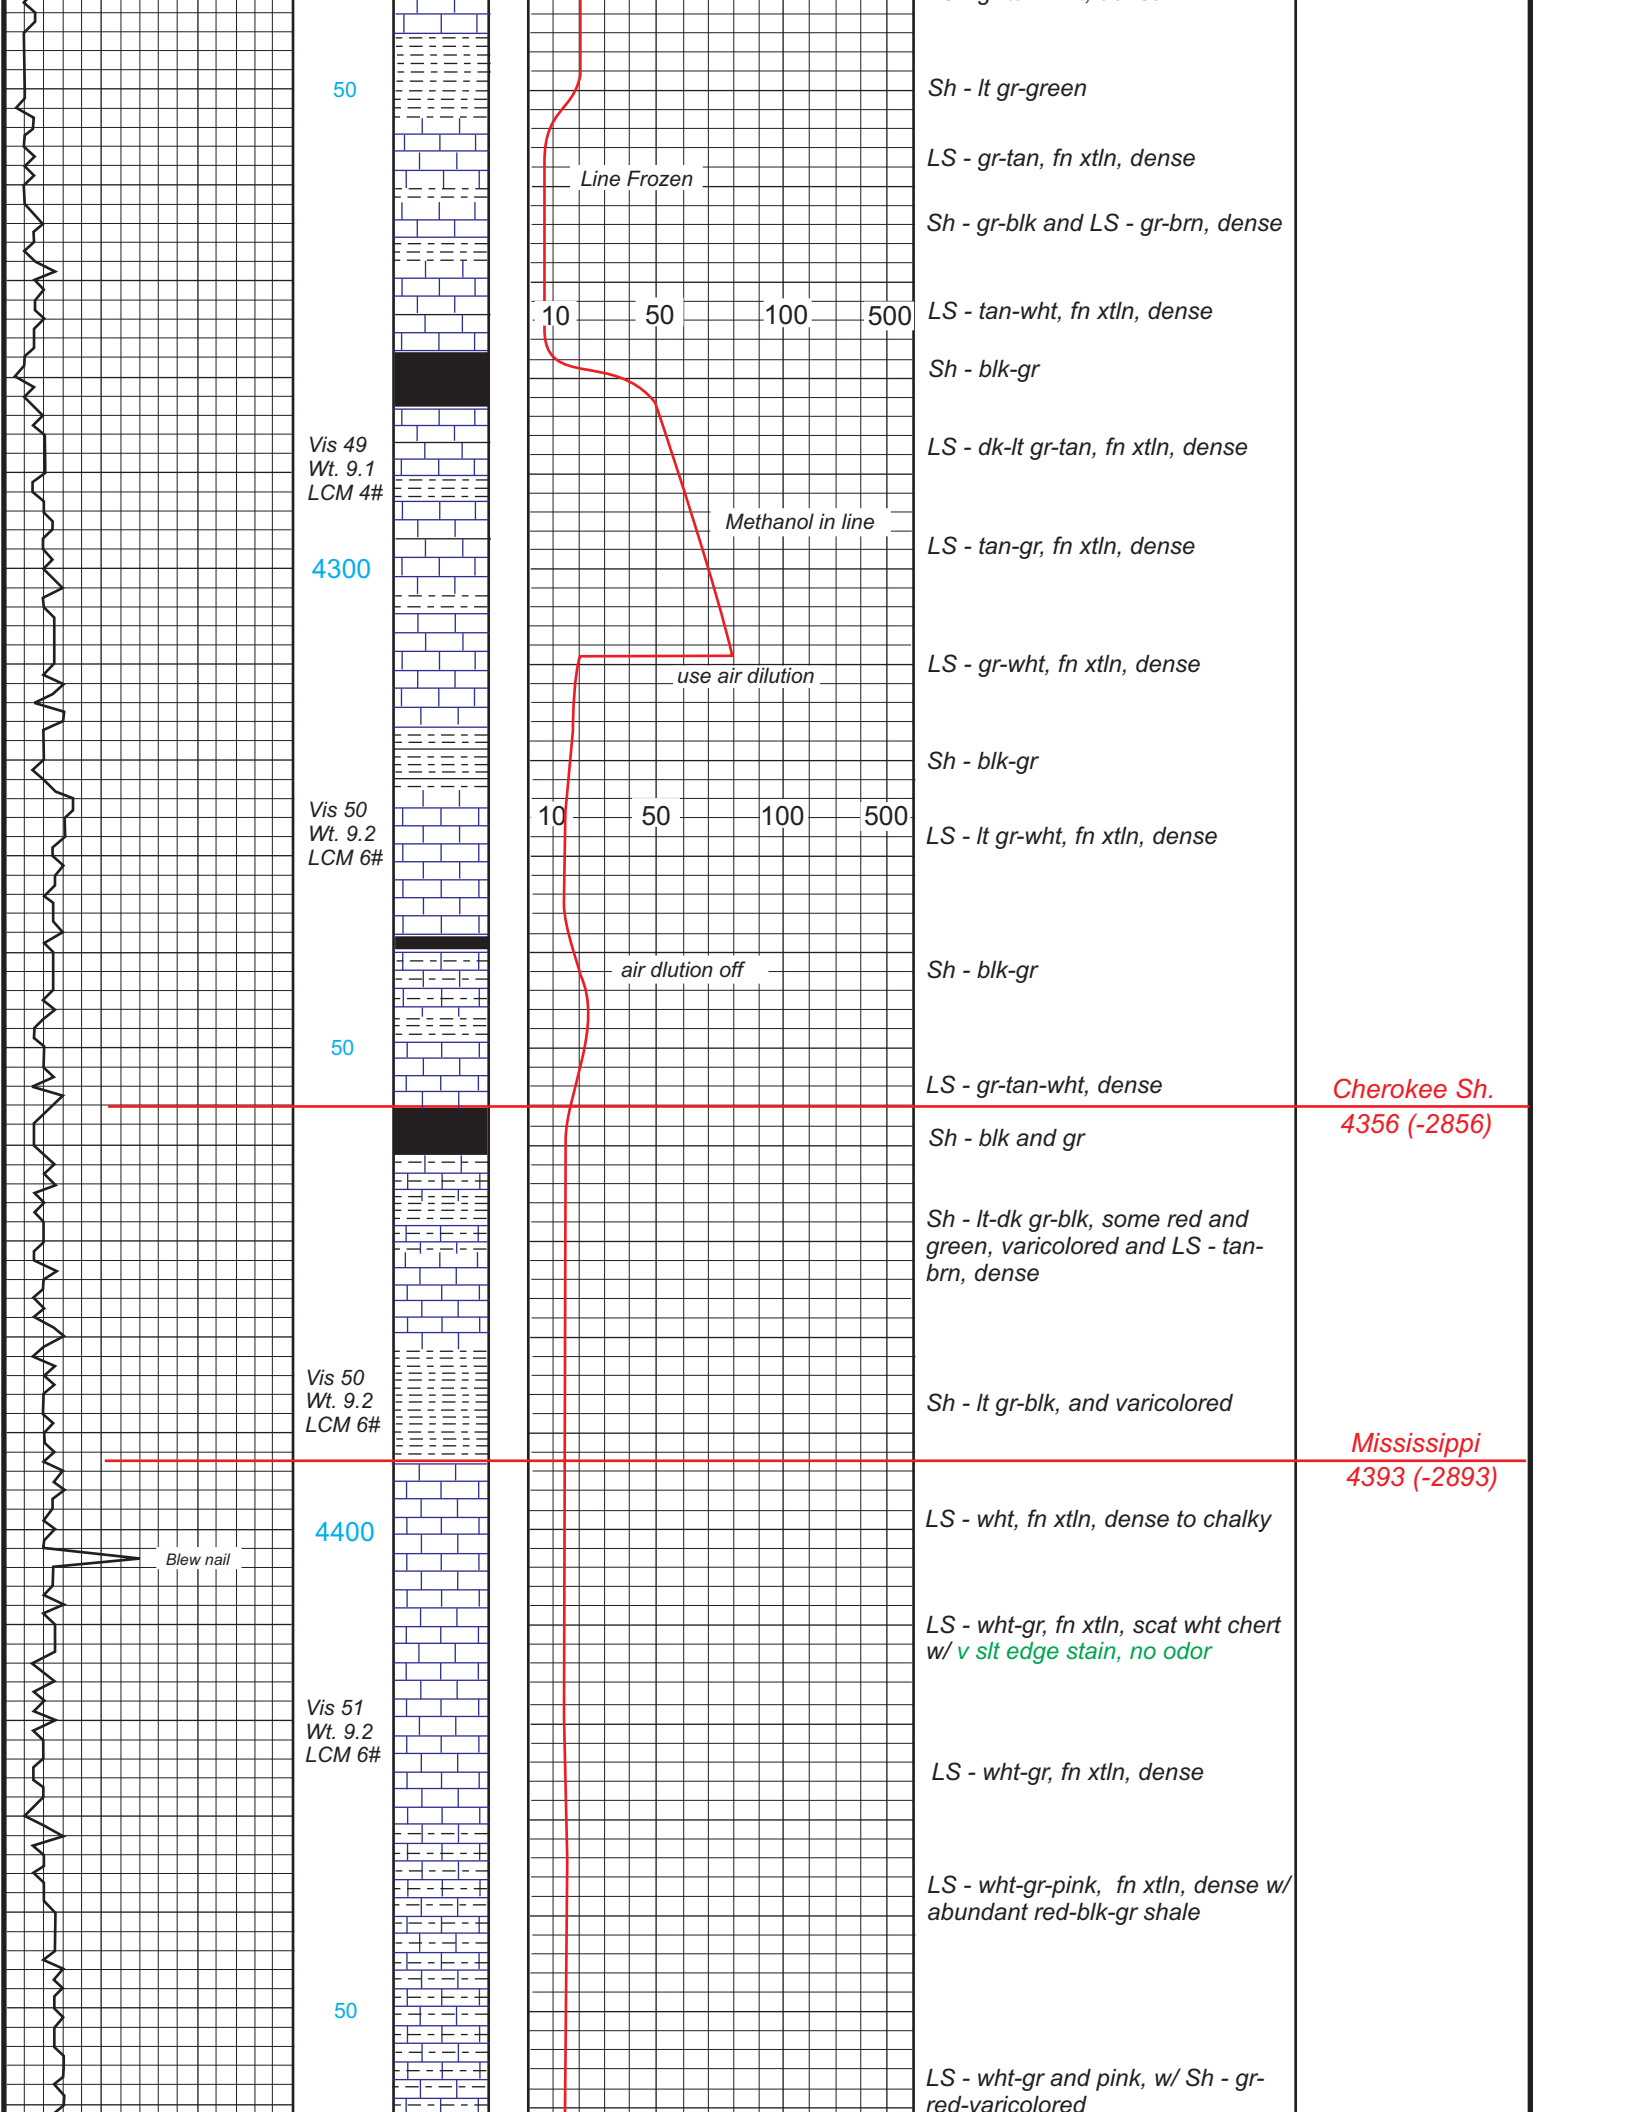 50
Sh - lt gr-green
LS - gr-tan, fn xtln, dense
Line Frozen
Sh - gr-blk and LS - gr-brn, dense
10 50 100 500
LS - tan-wht, fn xtln, dense
Sh - blk-gr
Vis 49
Wt. 9.1
LCM 4#
LS - dk-lt gr-tan, fn xtln, dense
Methanol in line
LS - tan-gr, fn xtln, dense
4300
LS - gr-wht, fn xtln, dense
use air dilution
Sh - blk-gr
Vis 50
Wt. 9.2
LCM 6#
10 50 100 500
LS - lt gr-wht, fn xtln, dense
air dlution off
Sh - blk-gr
50
LS - gr-tan-wht, dense
Cherokee Sh.
4356 (-2856)
Sh - blk and gr
Sh - lt-dk gr-blk, some red and
green, varicolored and LS - tan-
brn, dense
Vis 50
Wt. 9.2
LCM 6#
Sh - lt gr-blk, and varicolored
Mississippi
4393 (-2893)
LS - wht, fn xtln, dense to chalky
4400
Blew nail
LS - wht-gr, fn xtln, scat wht chert
w/ v slt edge stain, no odor
Vis 51
Wt. 9.2
LCM 6#
LS - wht-gr, fn xtln, dense
LS - wht-gr-pink, fn xtln, dense w/
abundant red-blk-gr shale
50
LS - wht-gr and pink, w/ Sh - gr-
red-varicolored